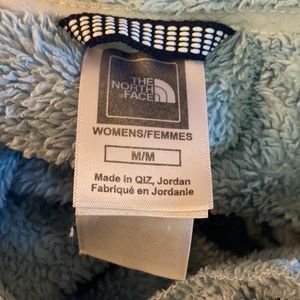 THE
NORTH
FACE
WOMENS/FEMMES
M/M
Made in QIZ, Jordan
Fabriqué en Jordanie